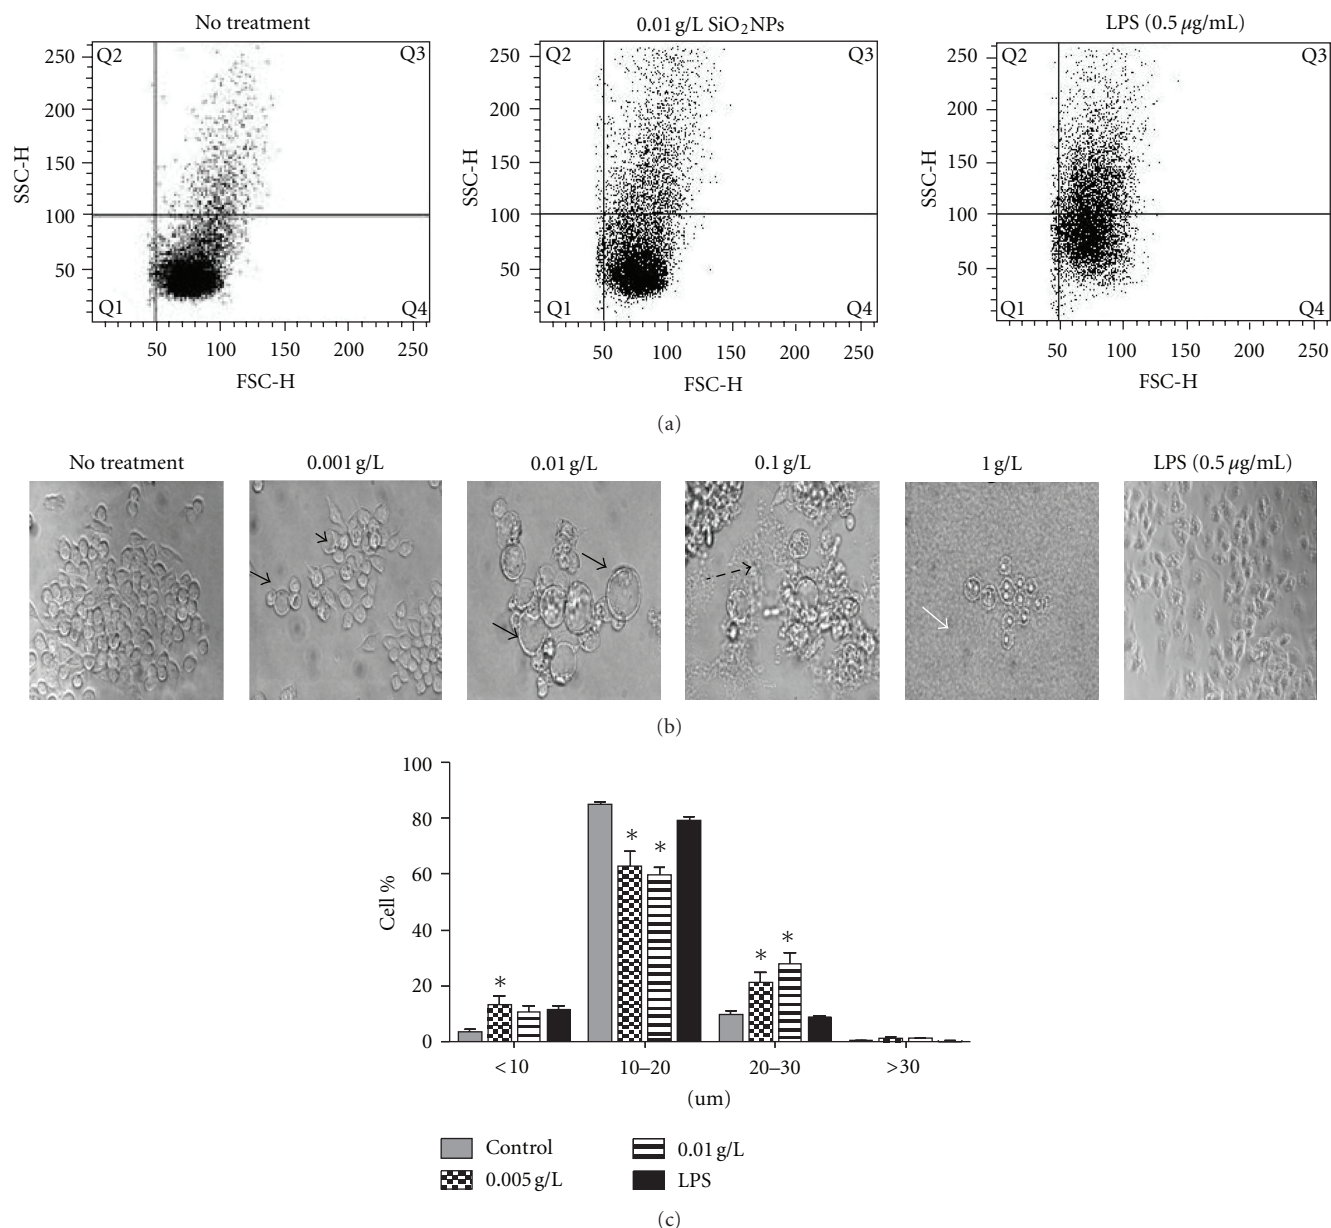 No treatment
0.01 g/L SiO₂NPs
LPS (0.5 µg/mL)
Q2
Q3
Q1
Q4
250
200
150
100
50
SSC-H
50
100
150
200
250
FSC-H
Q2
Q3
Q1
Q4
250
200
150
100
50
SSC-H
50
100
150
200
250
FSC-H
Q2
Q3
Q1
Q4
250
200
150
100
50
SSC-H
50
100
150
200
250
FSC-H
(a)
No treatment
0.001 g/L
0.01 g/L
0.1 g/L
1 g/L
LPS (0.5 µg/mL)
(b)
100
80
60
40
20
0
Cell %
*
*
*
*
*
<10
10–20
20–30
>30
(um)
Control
0.005 g/L
0.01 g/L
LPS
(c)